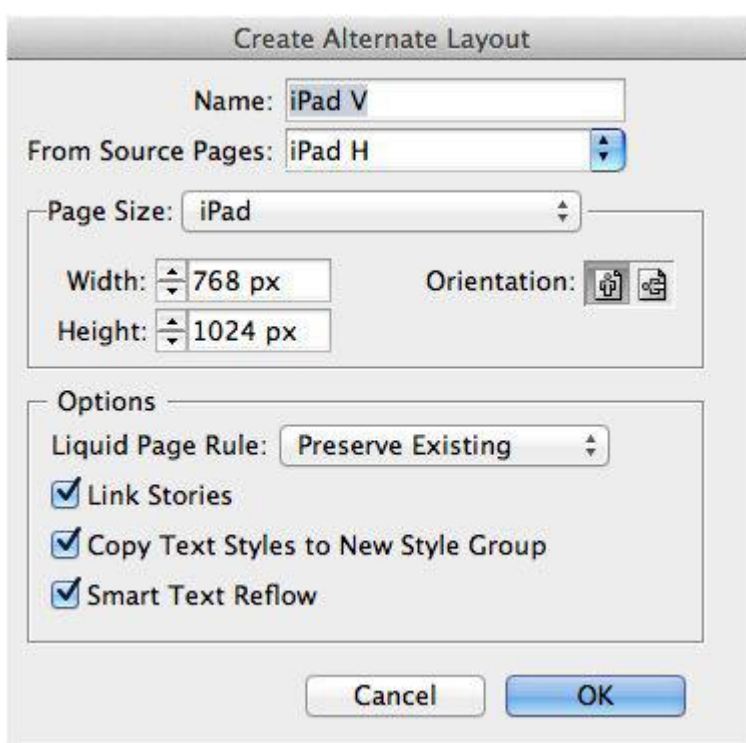 Create Alternate Layout
Name: iPad V
From Source Pages: iPad H
Page Size: iPad
Width: 768 px Orientation:
Height: 1024 px
Options
Liquid Page Rule: Preserve Existing
Link Stories
Copy Text Styles to New Style Group
Smart Text Reflow
Cancel OK